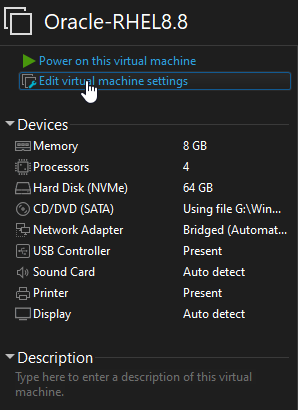 Oracle-RHEL8.8
Power on this virtual machine
Edit virtual machine settings
Devices
Memory 8 GB
Processors 4
Hard Disk (NVMe) 64 GB
CD/DVD (SATA) Using file G:\Win...
Network Adapter Bridged (Automat...
USB Controller Present
Sound Card Auto detect
Printer Present
Display Auto detect
Description
Type here to enter a description of this virtual
machine.